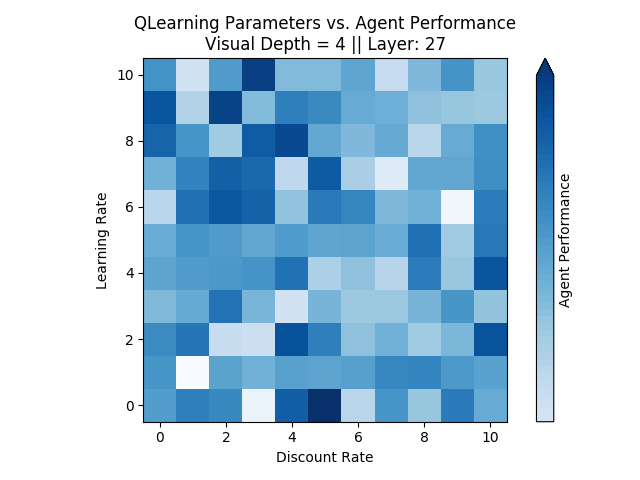 QLearning Parameters vs. Agent Performance
Visual Depth = 4 || Layer: 27
10
8
6
4
2
0
Learning Rate
0 2 4 6 8 10
Discount Rate
Agent Performance